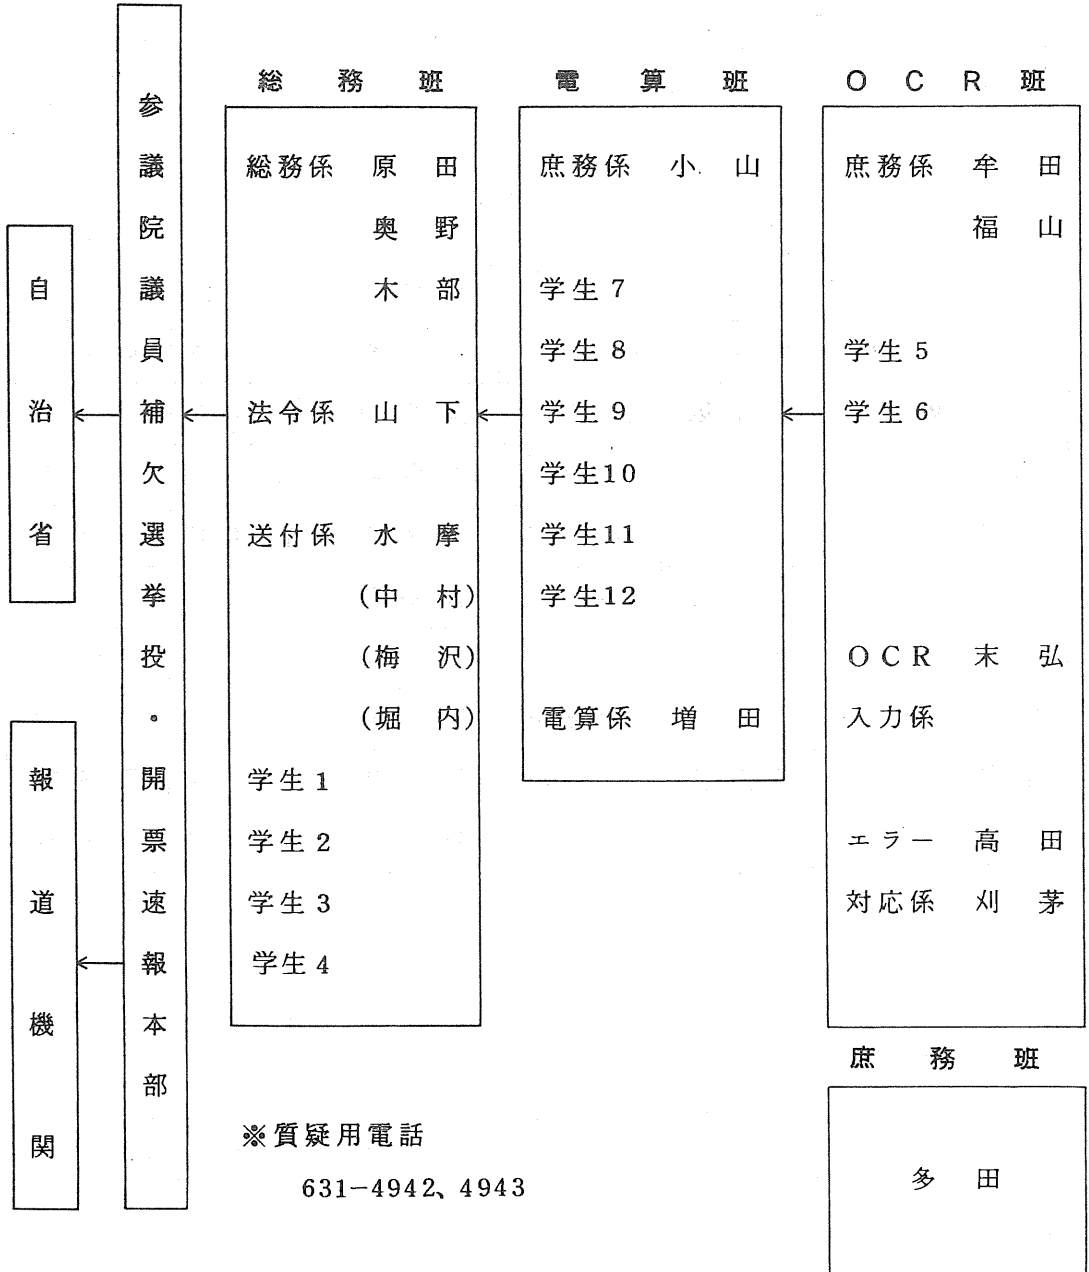 自治省
報道機関
参議院議員補欠選挙投・開票速報本部
総務班
総務係 原田
奥野
木部
法令係 山下
送付係 水摩
(中村)
(梅沢)
(堀内)
学生1
学生2
学生3
学生4
電算班
庶務係 小山
学生7
学生8
学生9
学生10
学生11
学生12
電算係 増田
OCR班
庶務係 牟田
福山
学生5
学生6
OCR 末弘
入力係
エラー 高田
対応係 刈茅
庶務班
多田
※質疑用電話
631-4942、4943